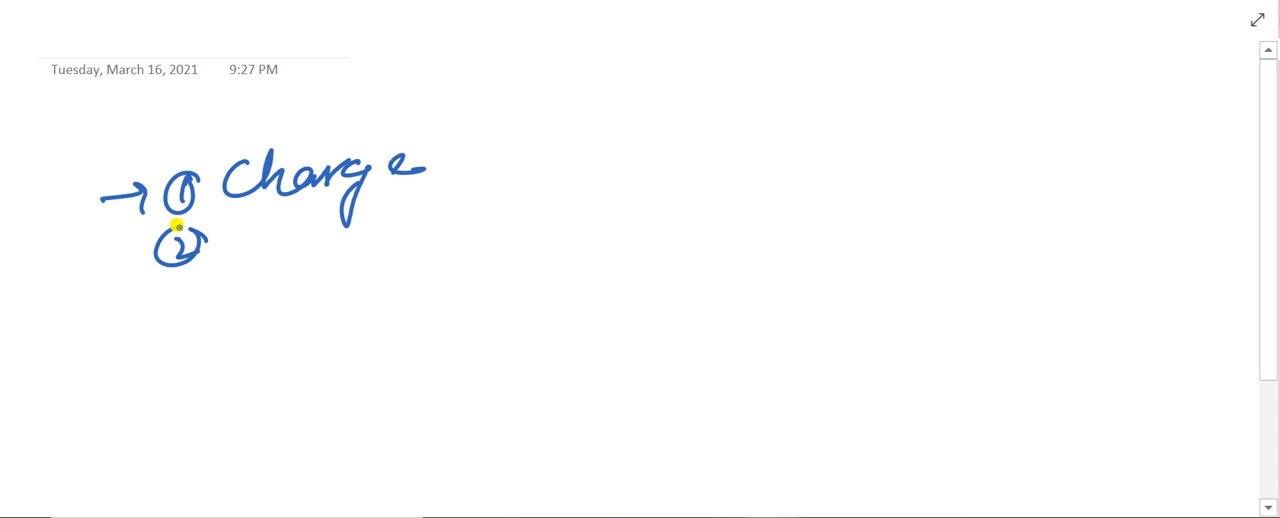 Tuesday, March 16, 2021 9:27 PM
→ ① Charge
②